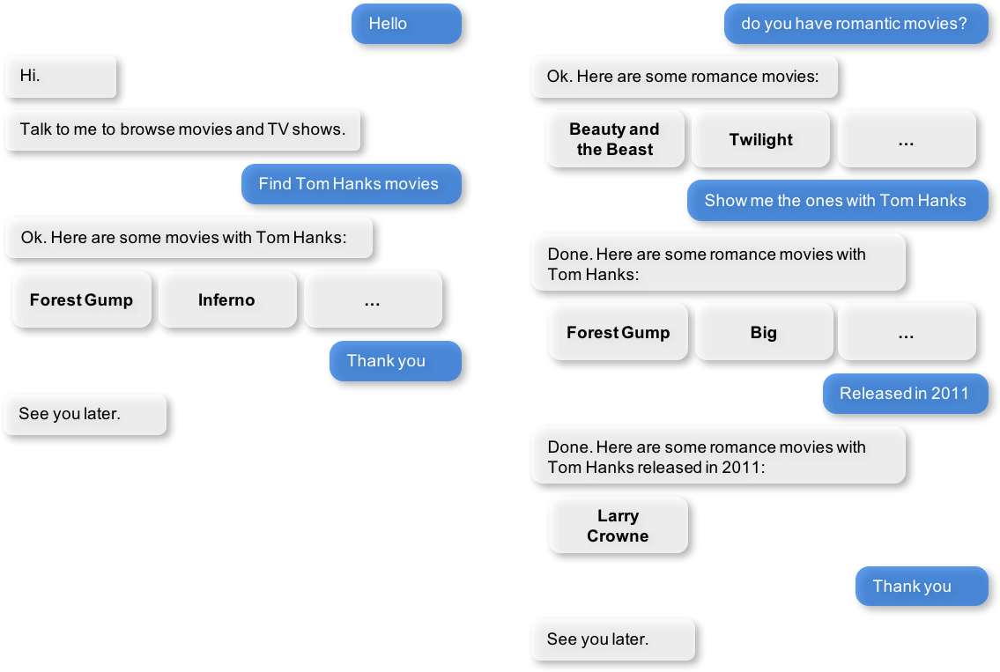 Hello
Hi.
Talk to me to browse movies and TV shows.
Find Tom Hanks movies
Ok. Here are some movies with Tom Hanks:
Forest Gump
Inferno
...
Thank you
See you later.
do you have romantic movies?
Ok. Here are some romance movies:
Beauty and
the Beast
Twilight
...
Show me the ones with Tom Hanks
Done. Here are some romance movies with
Tom Hanks:
Forest Gump
Big
...
Released in 2011
Done. Here are some romance movies with
Tom Hanks released in 2011:
Larry
Crowne
Thank you
See you later.